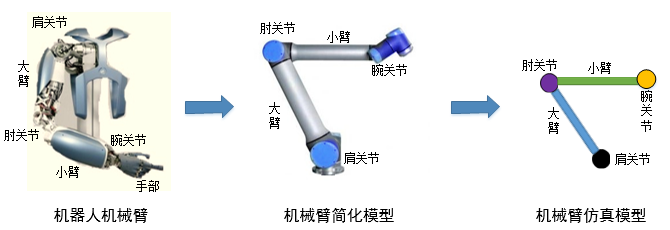 肩关节
大臂
肘关节
腕关节
小臂
手部
机器人机械臂
肘关节
小臂
腕关节
大臂
肩关节
机械臂简化模型
肘关节
小臂
腕关节
大臂
肩关节
机械臂仿真模型